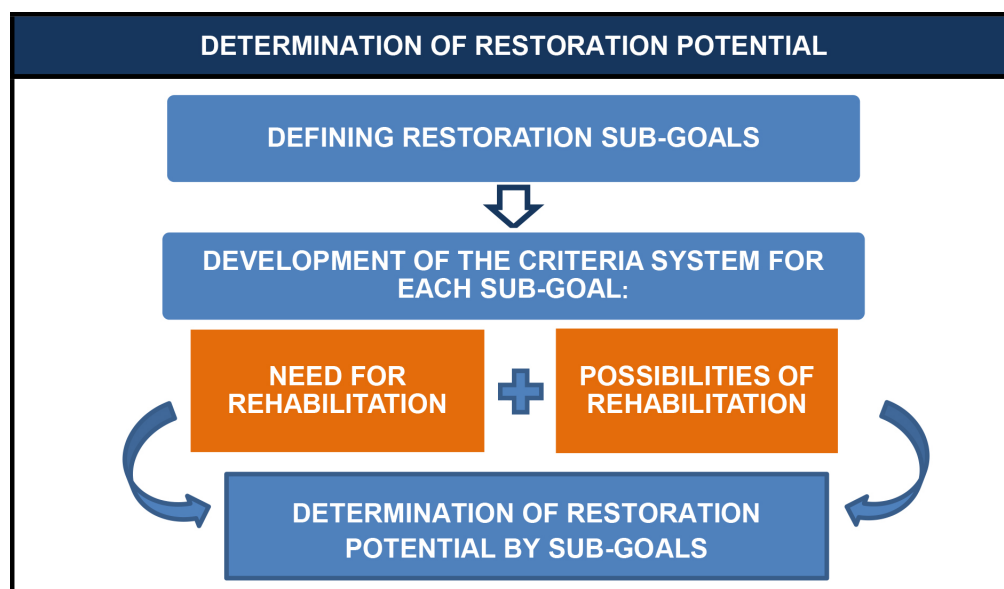 DETERMINATION OF RESTORATION POTENTIAL
DEFINING RESTORATION SUB-GOALS
DEVELOPMENT OF THE CRITERIA SYSTEM FOR
EACH SUB-GOAL:
NEED FOR
REHABILITATION
POSSIBILITIES OF
REHABILITATION
DETERMINATION OF RESTORATION
POTENTIAL BY SUB-GOALS